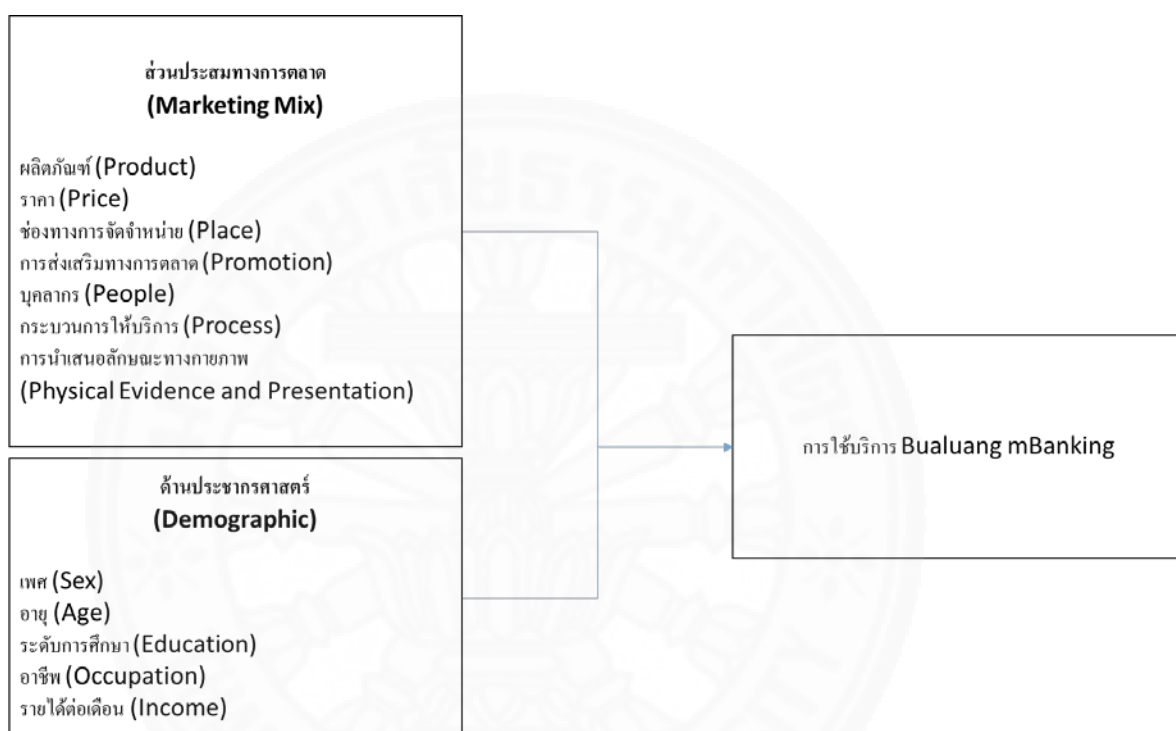 ส่วนประสมทางการตลาด
(Marketing Mix)
ผลิตภัณฑ์ (Product)
ราคา (Price)
ช่องทางการจัดจำหน่าย (Place)
การส่งเสริมทางการตลาด (Promotion)
บุคลากร (People)
กระบวนการให้บริการ (Process)
การนำเสนอลักษณะทางกายภาพ
(Physical Evidence and Presentation)
ด้านประชากรศาสตร์
(Demographic)
เพศ (Sex)
อายุ (Age)
ระดับการศึกษา (Education)
อาชีพ (Occupation)
รายได้ต่อเดือน (Income)
การใช้บริการ Bualuang mBanking